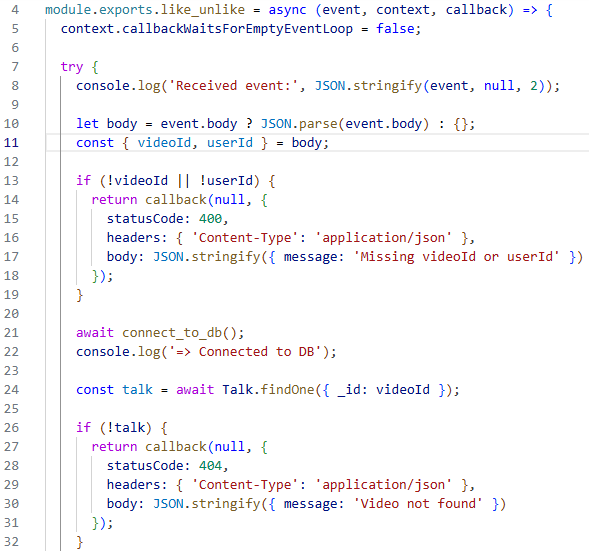 4 module.exports.like_unlike = async (event, context, callback) => {
5   context.callbackWaitsForEmptyEventLoop = false;
6
7   try {
8     console.log('Received event:', JSON.stringify(event, null, 2));
9
10     let body = event.body ? JSON.parse(event.body) : {};
11     const { videoId, userId } = body;
12
13     if (!videoId || !userId) {
14       return callback(null, {
15         statusCode: 400,
16         headers: { 'Content-Type': 'application/json' },
17         body: JSON.stringify({ message: 'Missing videoId or userId' })
18       });
19     }
20
21     await connect_to_db();
22     console.log('=> Connected to DB');
23
24     const talk = await Talk.findOne({ _id: videoId });
25
26     if (!talk) {
27       return callback(null, {
28         statusCode: 404,
29         headers: { 'Content-Type': 'application/json' },
30         body: JSON.stringify({ message: 'Video not found' })
31       });
32     }